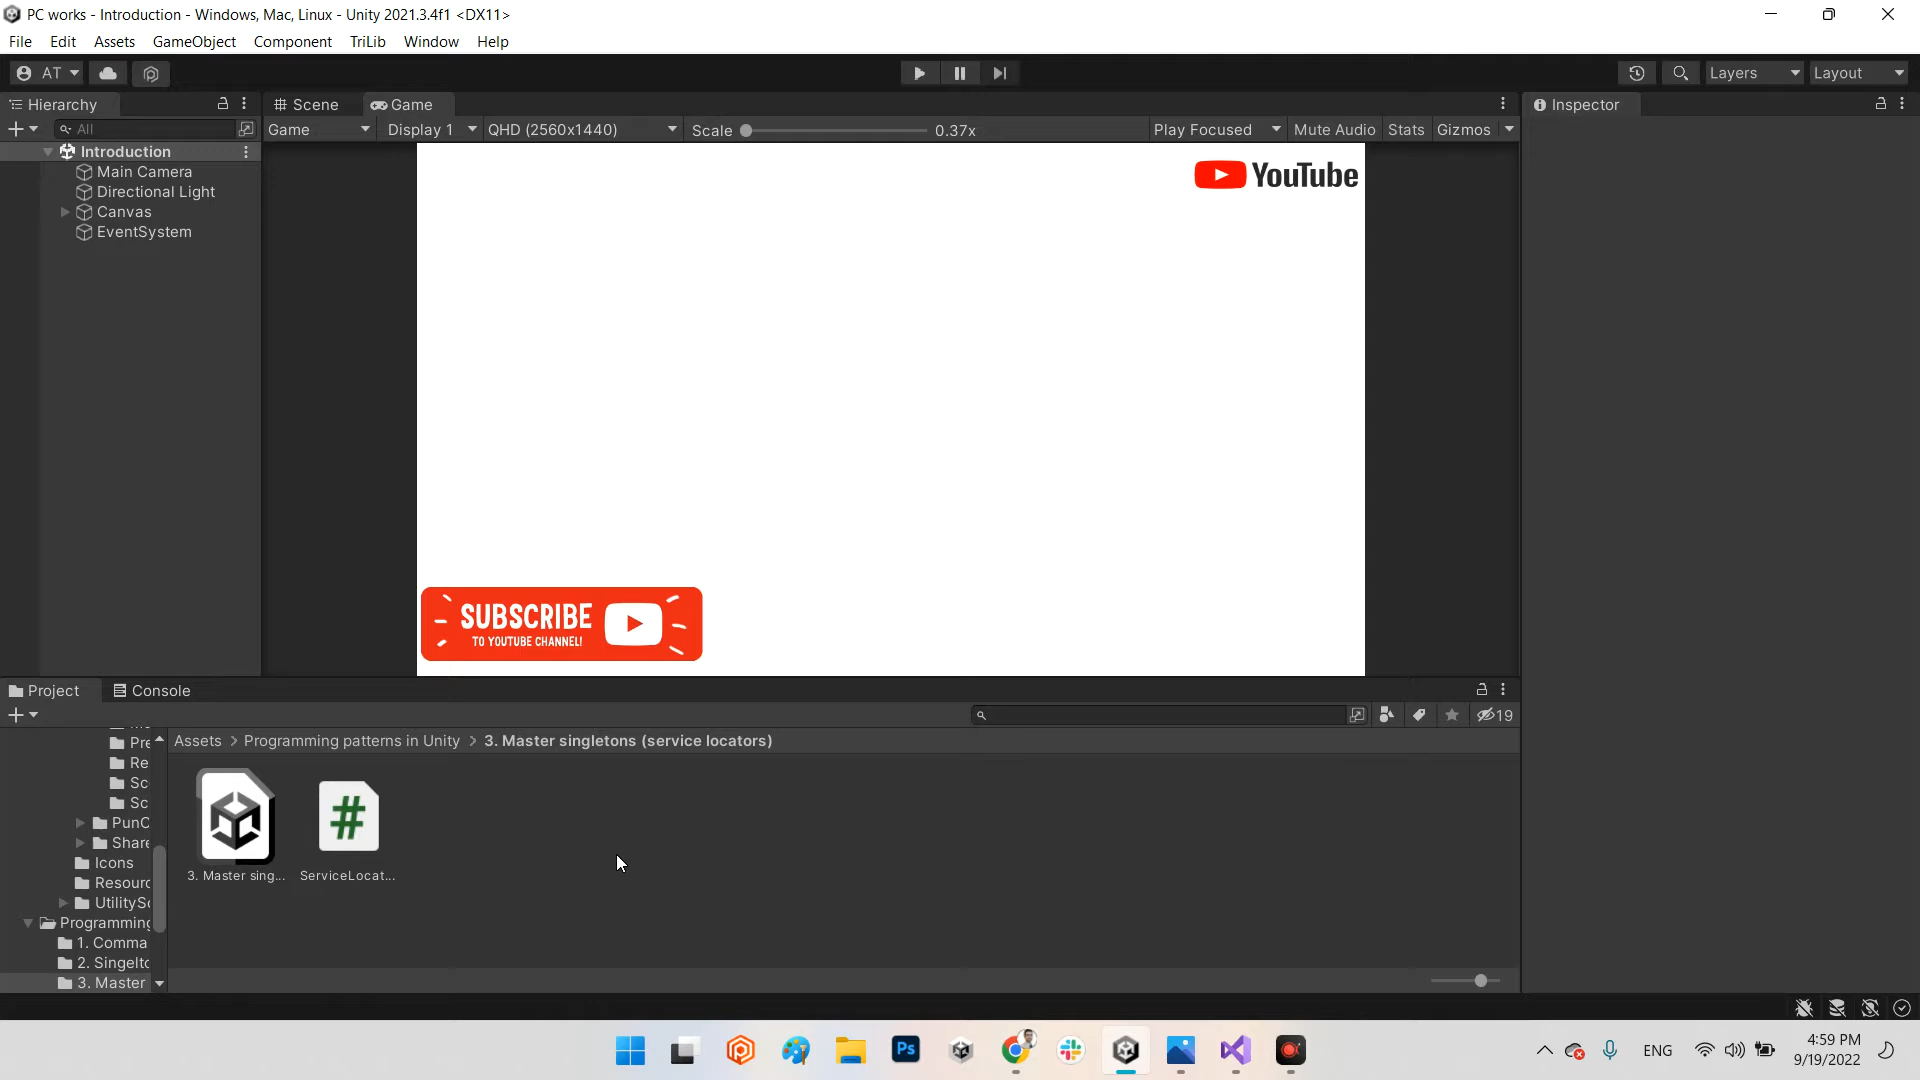 PC works - Introduction - Windows, Mac, Linux - Unity 2021.3.4f1 <DX11>
File Edit Assets GameObject Component TriLib Window Help
AT Layers Layout
Hierarchy Scene Game Inspector
All Game Display 1 QHD (2560x1440) Scale 0.37x Play Focused Mute Audio Stats Gizmos
Introduction
Main Camera
Directional Light
Canvas
EventSystem
YouTube
SUBSCRIBE
TO YOUTUBE CHANNEL!
Project Console
19
Assets > Programming patterns in Unity > 3. Master singletons (service locators)
Pre
Re
Sc
Sc
PunC
Share
Icons
Resourc
UtilitySc
Programming
1. Comma
2. Singelto
3. Master
3. Master sing...
#
ServiceLocat...
Ps
ENG
4:59 PM
9/19/2022